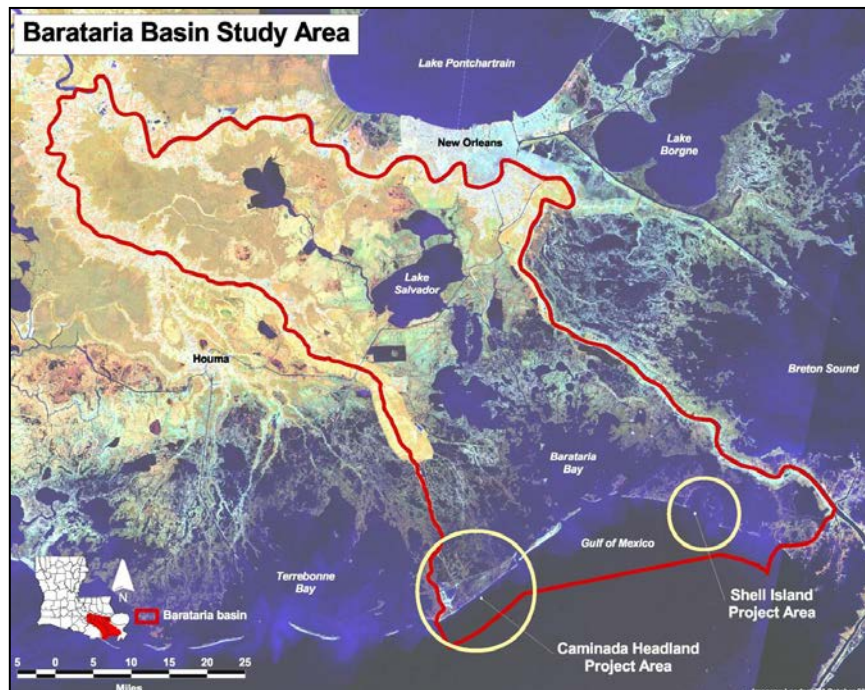 Barataria Basin Study Area
Lake Pontchartrain
New Orleans
Lake
Borgne
Lake
Salvador
Houma
Breton Sound
Barataria
Bay
Gulf of Mexico
Terrebonne
Bay
Shell Island
Project Area
Caminada Headland
Project Area
N
Barataria basin
5 0 5 10 15 20 25
Miles